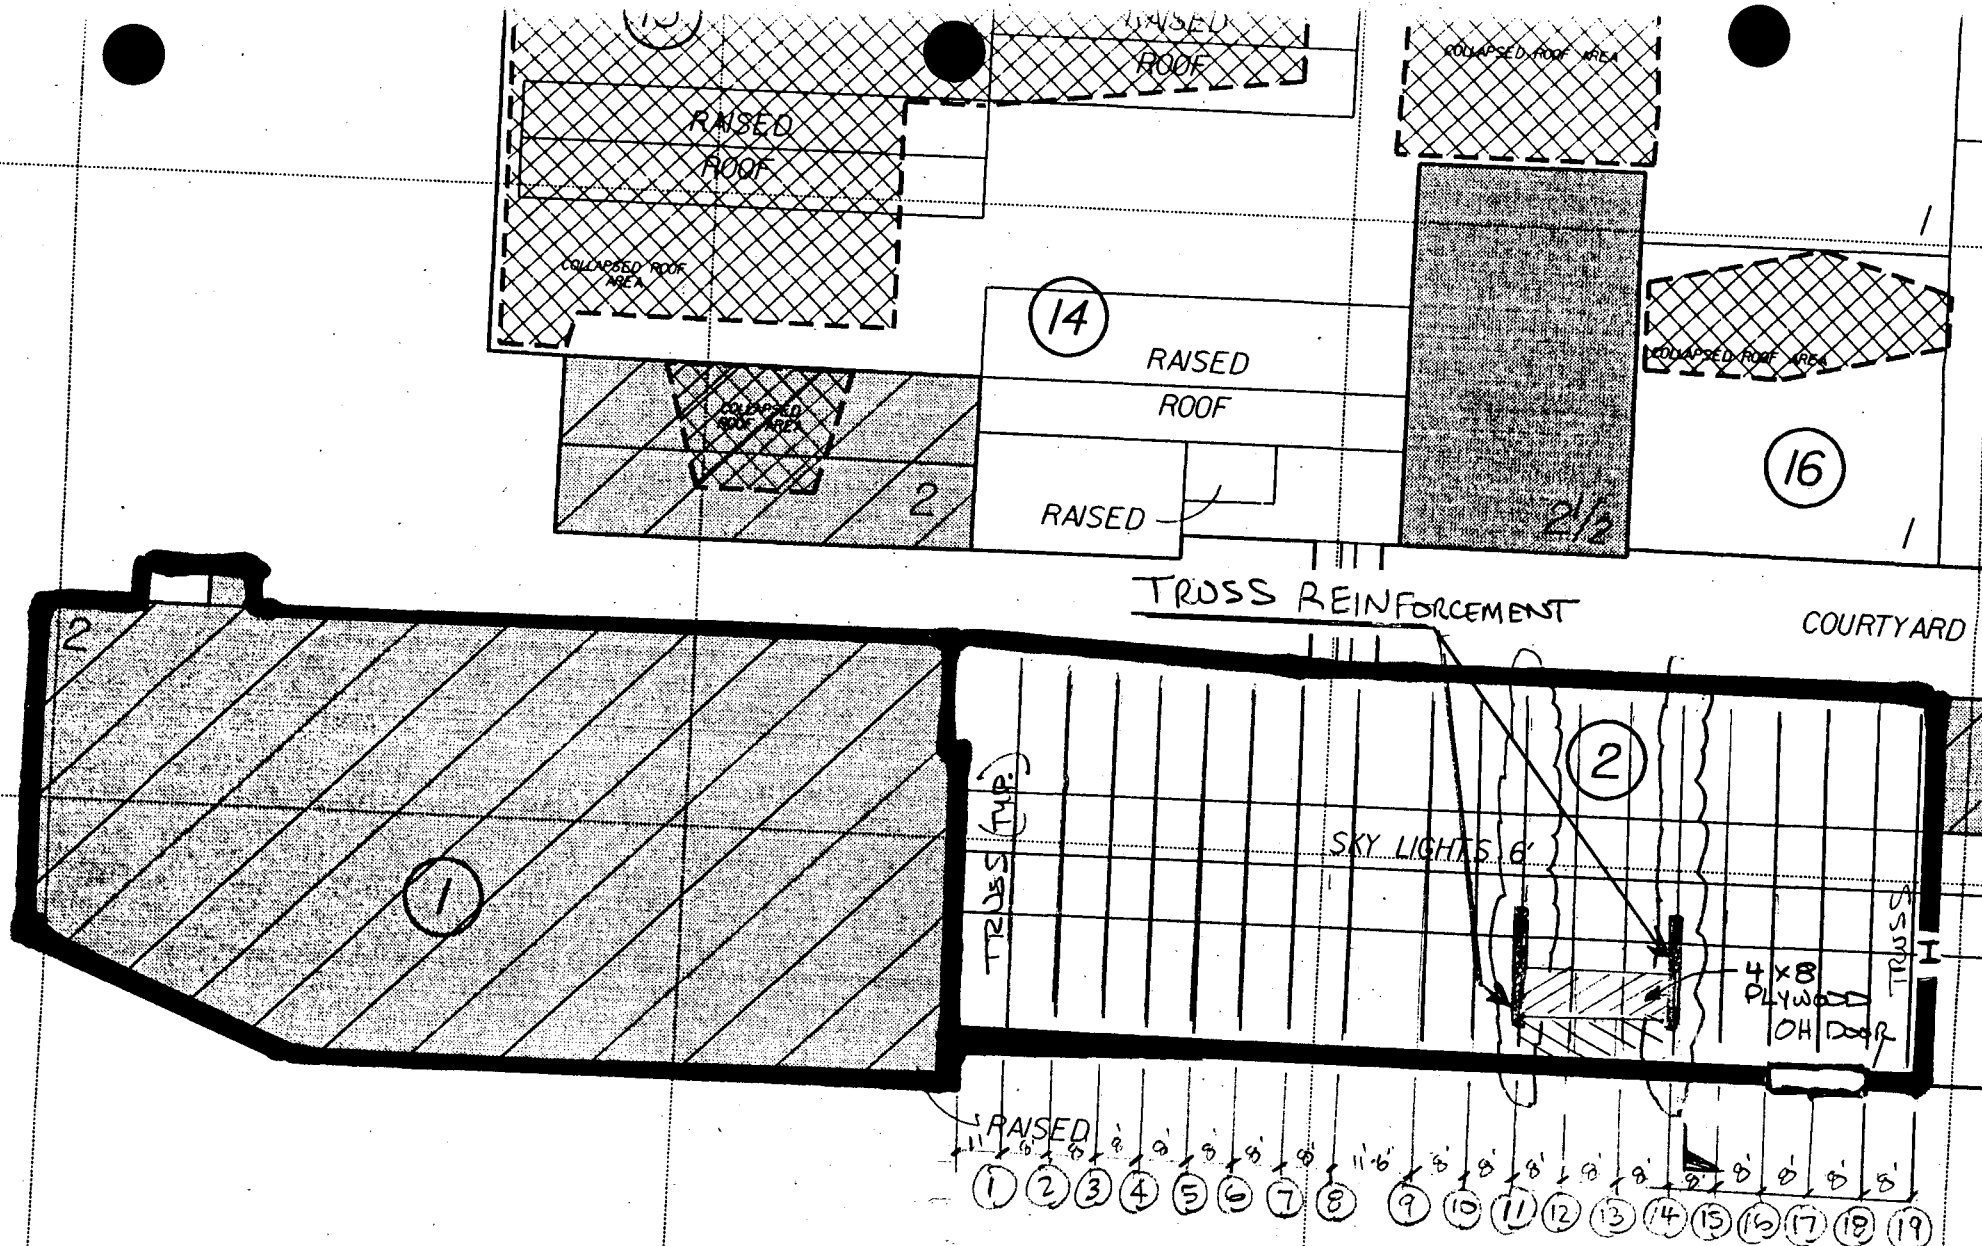 RAISED
ROOF
COLLAPSED ROOF AREA
RAISED
ROOF
COLLAPSED ROOF
AREA
1
14
RAISED
ROOF
COLLAPSED ROOF AREA
COLLAPSED
ROOF AREA
16
2
RAISED
2 1/2
1
TRUSS REINFORCEMENT
COURTYARD
2
2
TRUSS (TYP.)
SKY LIGHTS 6'
1
TRUSS
I
4 x 8
PLYWOOD
OH DOOR
RAISED
11' 8' 8' 8' 8' 8' 8' 8' 11'-6" 8' 8' 8' 8' 8' 8' 8' 8' 8' 8'
1 2 3 4 5 6 7 8 9 10 11 12 13 14 15 16 17 18 19